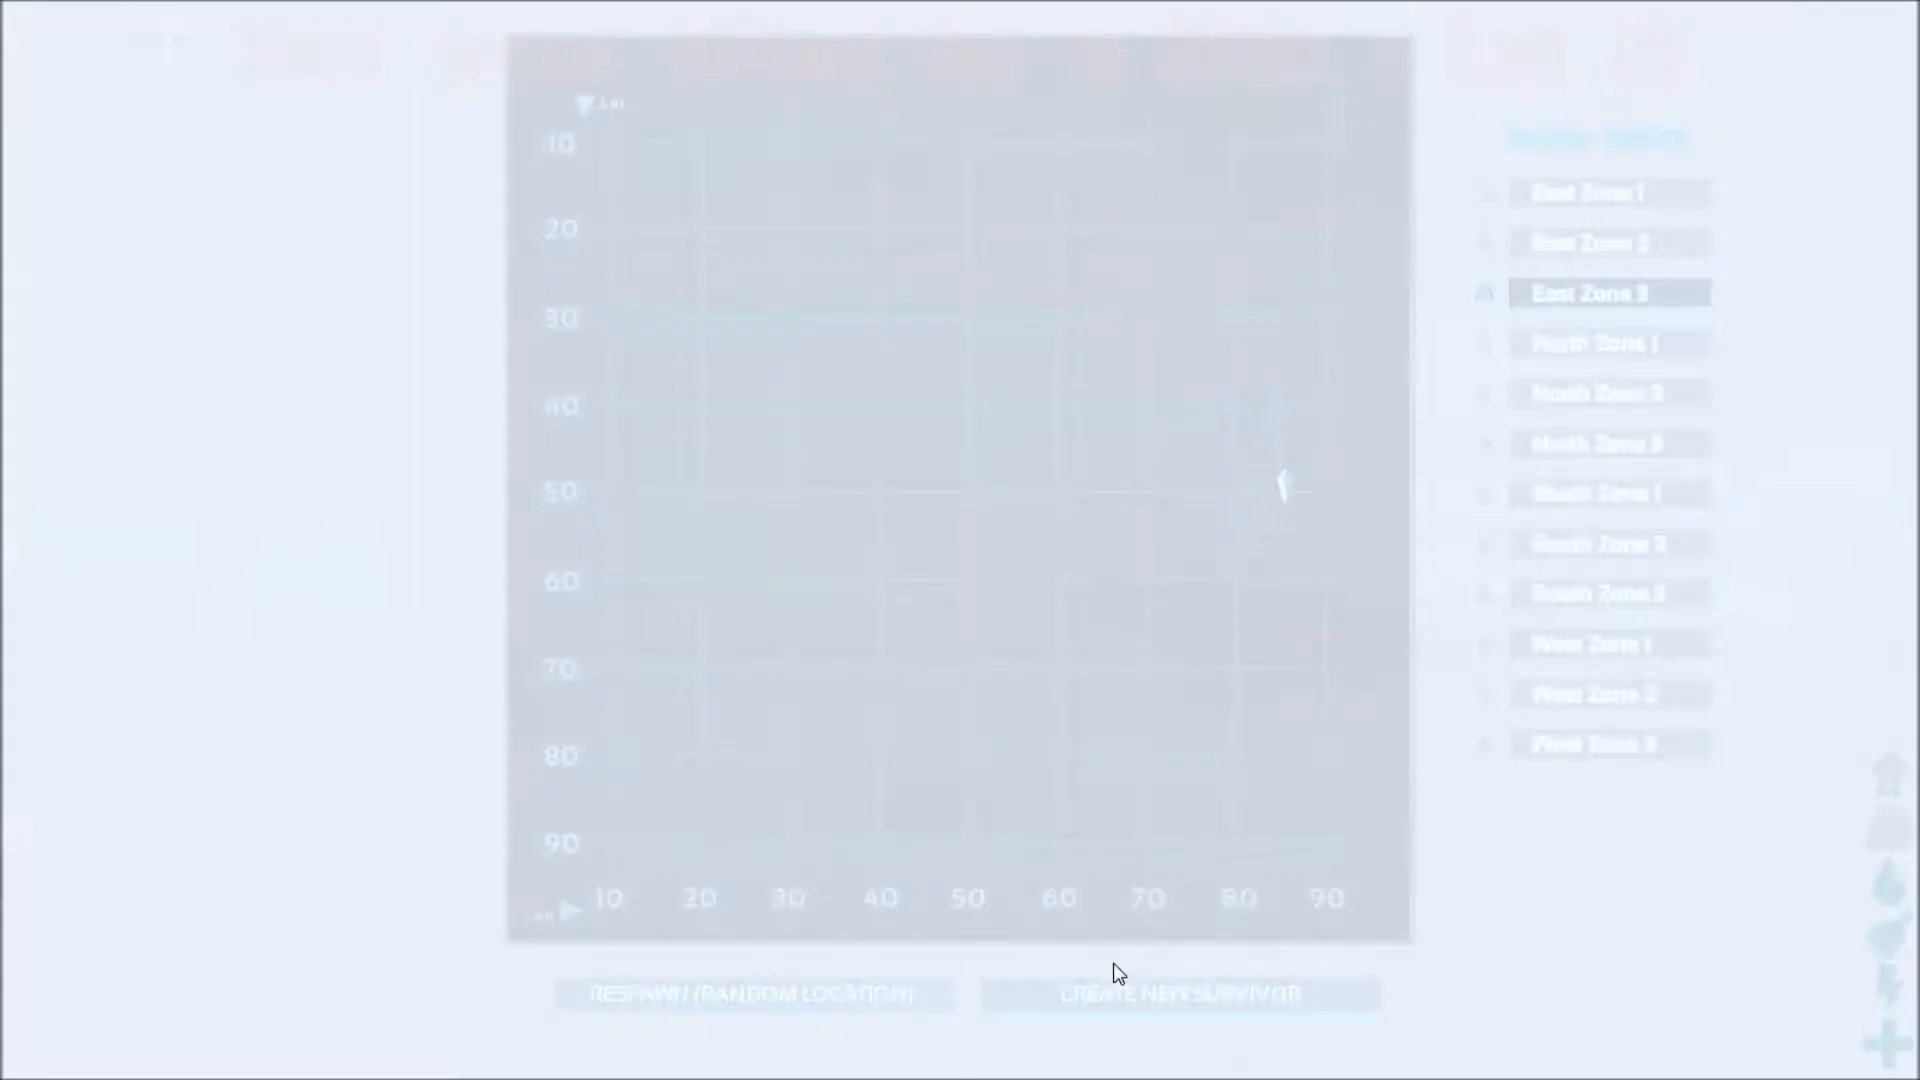 10
20
30
40
50
60
70
80
90
10 20 30 40 50 60 70 80 90
East Zone 1
East Zone 2
East Zone 3
North Zone 1
North Zone 2
North Zone 3
South Zone 1
South Zone 2
South Zone 3
West Zone 1
West Zone 2
West Zone 3
RESPAWN (RANDOM LOCATION)
CREATE NEW SURVIVOR